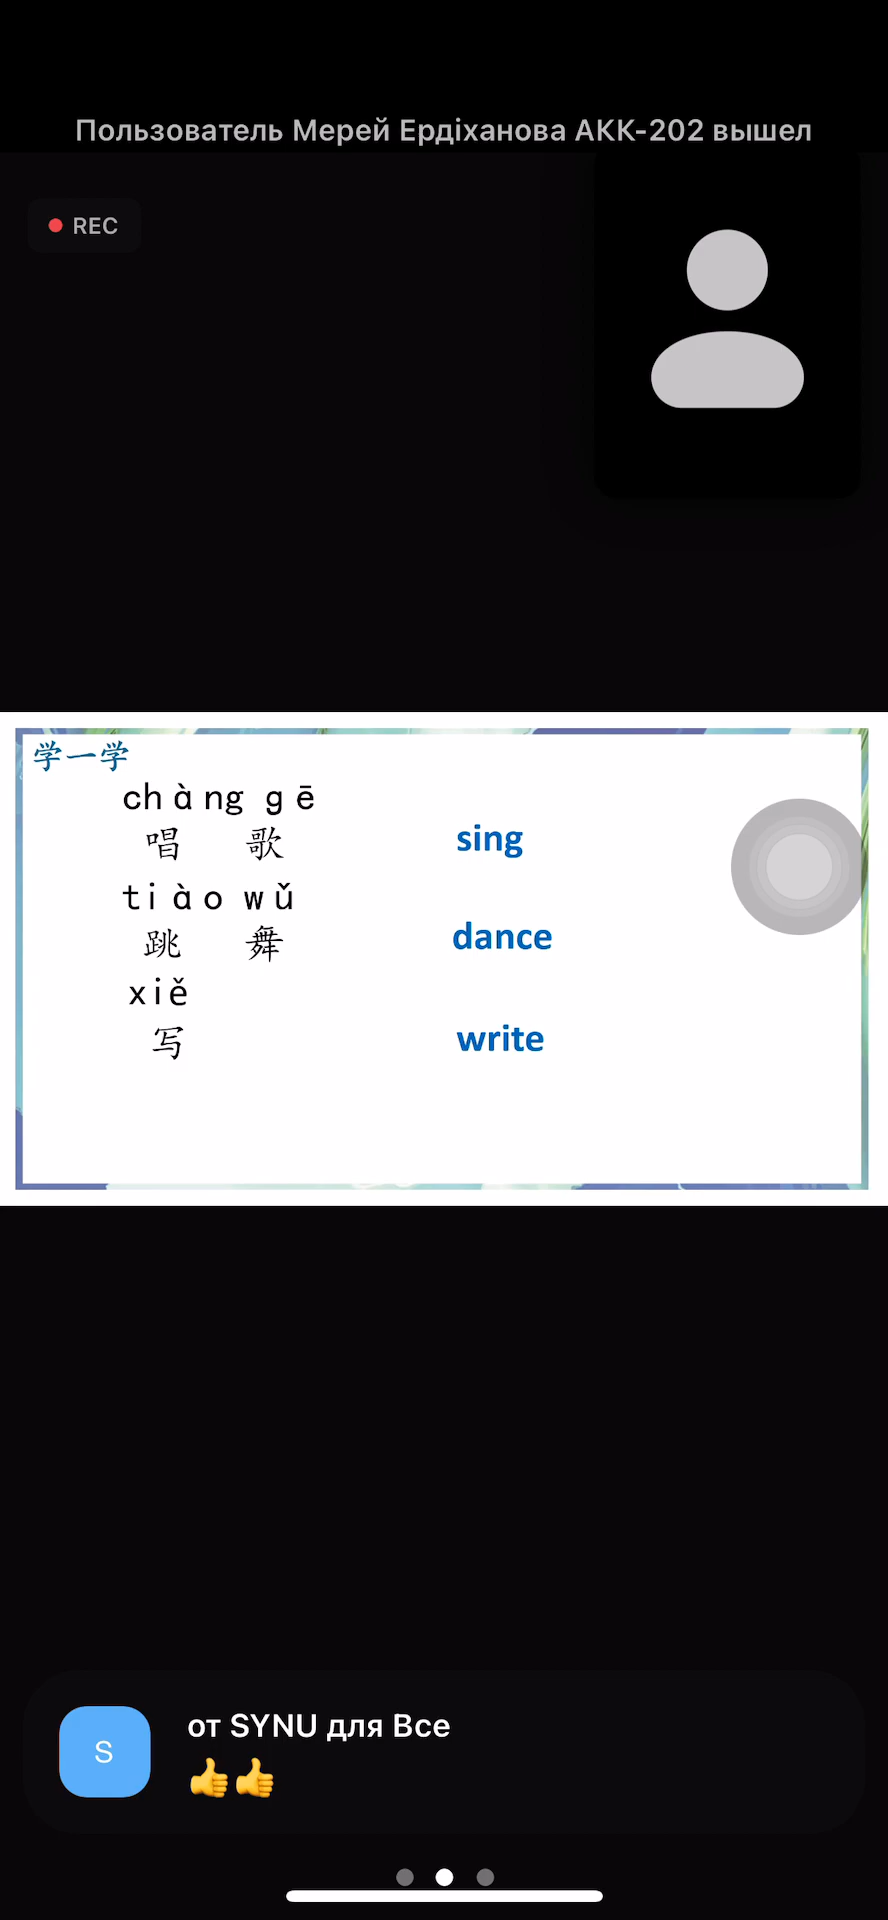 Пользователь Мерей Ердіханова АКК-202 вышел
REC
学一学
chàng gē
唱 歌 sing
tiào wǔ
跳 舞 dance
xiě
写 write
S
от SYNU для Все
👍👍